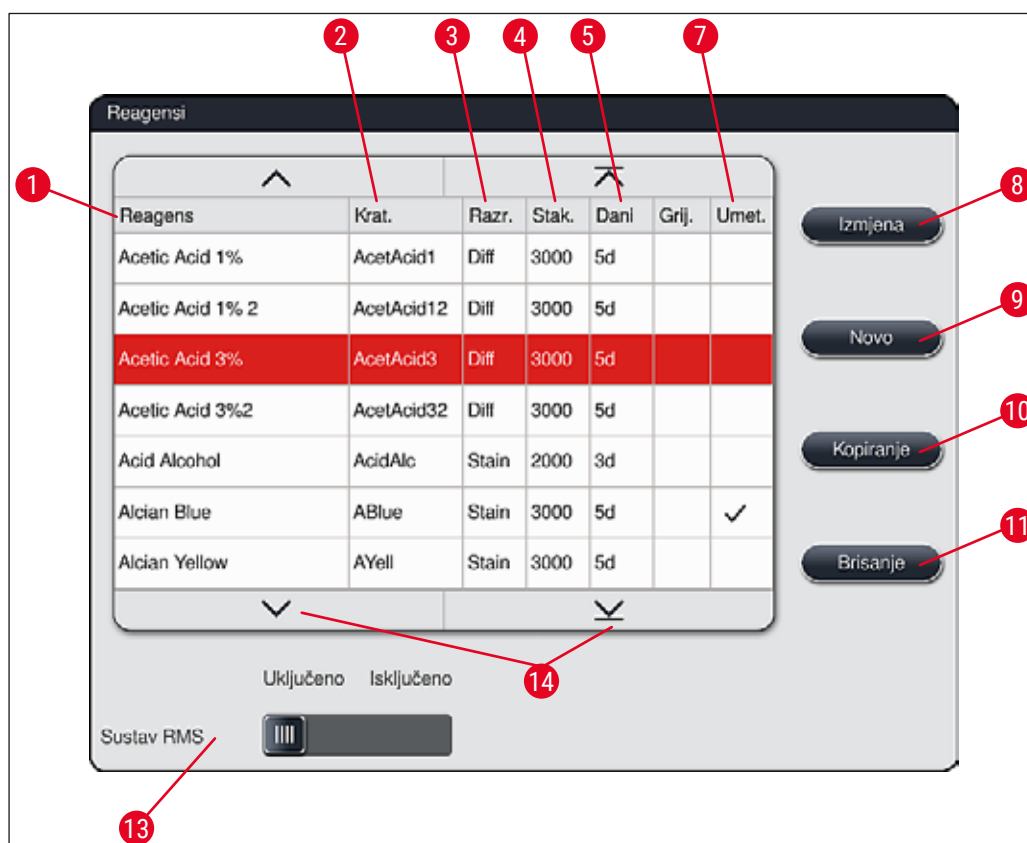 2 3 4 5 7
Reagensi
1
8
Reagens Krat. Razr. Stak. Dani Grij. Umet.
Izmjena
Acetic Acid 1% AcetAcid1 Diff 3000 5d
Acetic Acid 1% 2 AcetAcid12 Diff 3000 5d
9
Novo
Acetic Acid 3% AcetAcid3 Diff 3000 5d
Acetic Acid 3%2 AcetAcid32 Diff 3000 5d
10
Kopiranje
Acid Alcohol AcidAlc Stain 2000 3d
Alcian Blue ABlue Stain 3000 5d
11
Alcian Yellow AYell Stain 3000 5d
Brisanje
Uključeno Isključeno
14
Sustav RMS
13